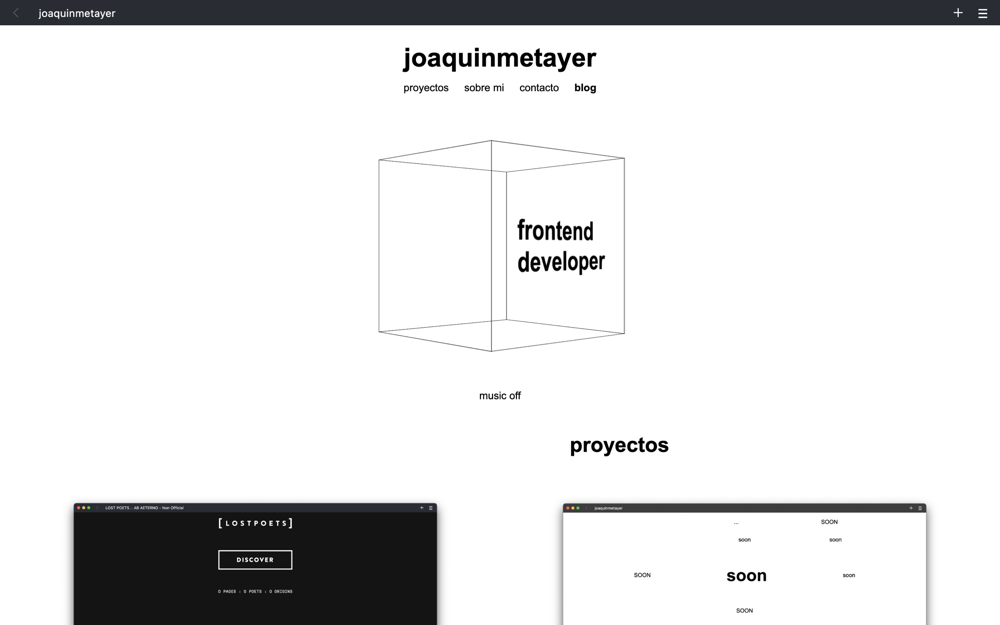 joaquinmetayer
joaquinmetayer
proyectos sobre mi contacto blog
frontend
developer
music off
proyectos
LOST POETS . AB AETERNO - Non Official
[LOSTPOETS]
DISCOVER
0 PAGES : 0 POETS : 0 ORIGINS
joaquinmetayer
... SOON
soon soon
SOON soon soon
SOON